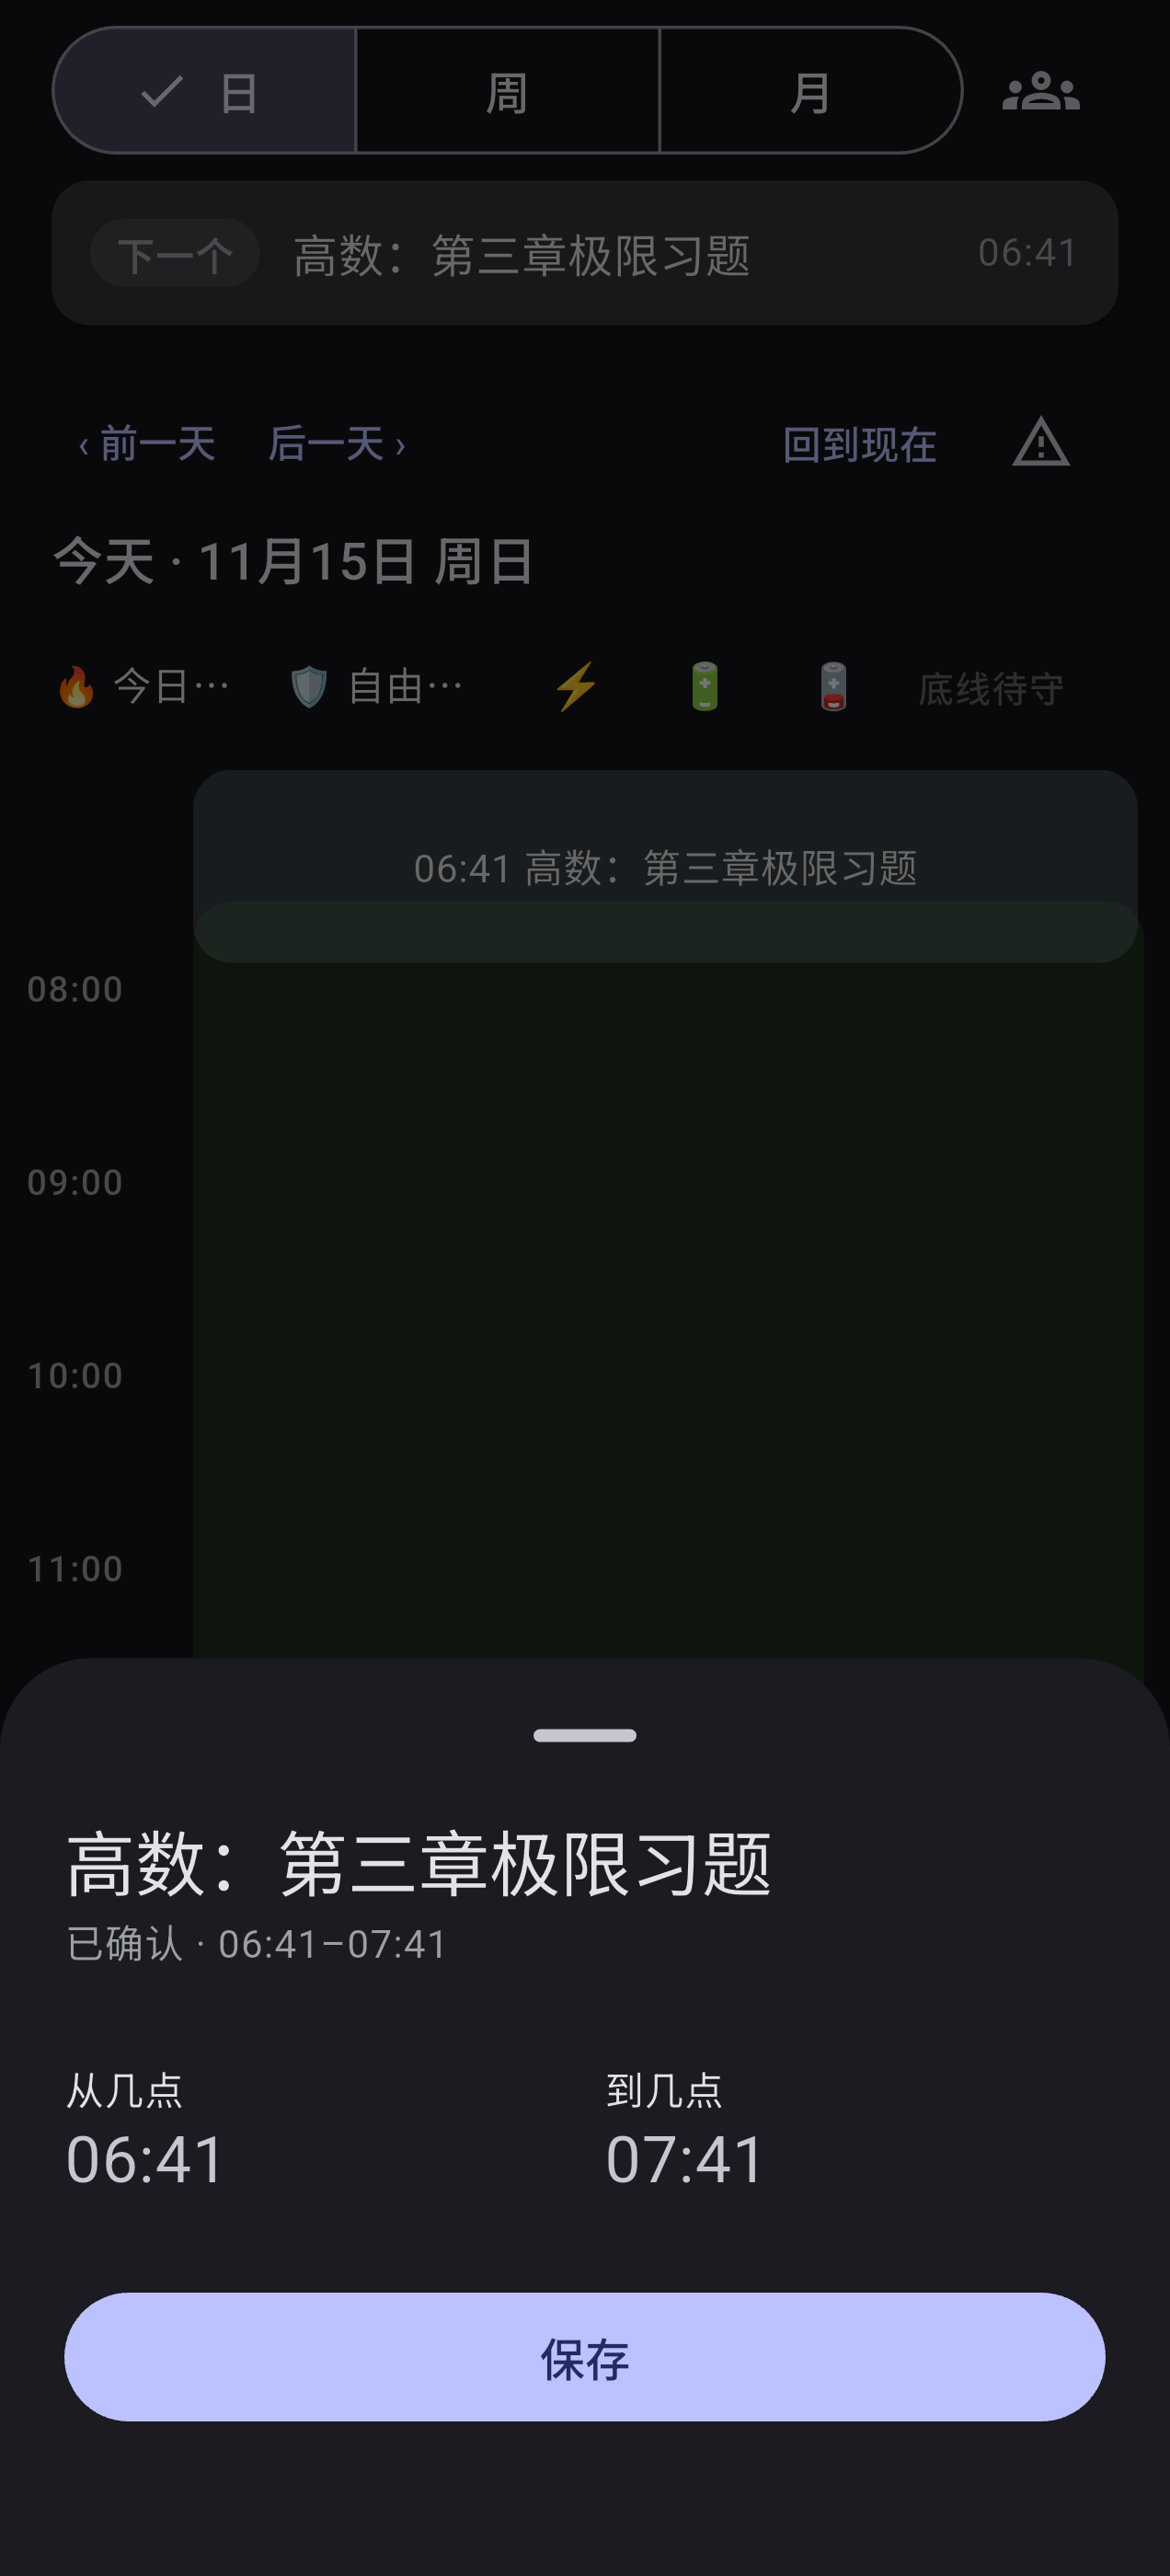 日
周
月
下一个 高数：第三章极限习题 06:41
‹ 前一天 后一天 › 回到现在
今天 · 11月15日 周日
🔥 今日… 🛡️ 自由… ⚡ 🔋 🪫 底线待守
06:41 高数：第三章极限习题
08:00
09:00
10:00
11:00
高数：第三章极限习题
已确认 · 06:41–07:41
从几点 到几点
06:41 07:41
保存